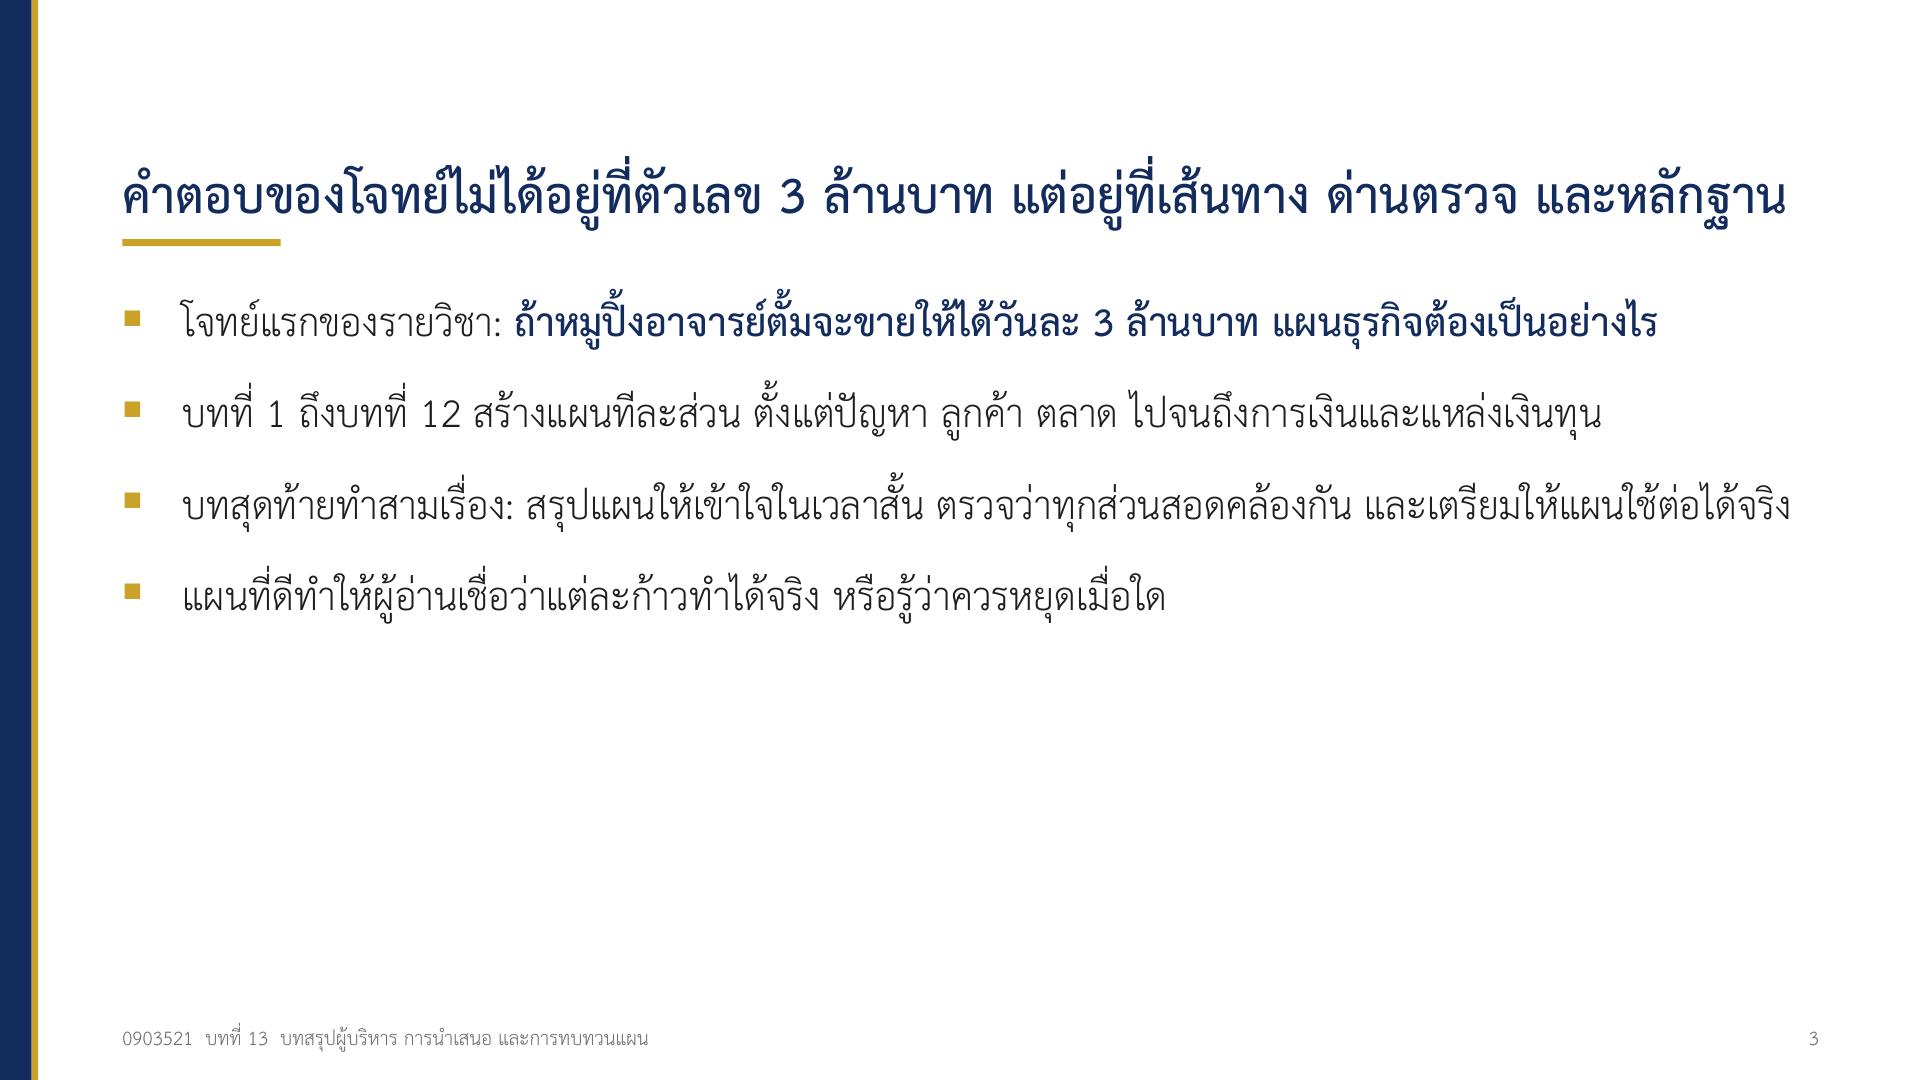 คำตอบของโจทย์ไม่ได้อยู่ที่ตัวเลข 3 ล้านบาท แต่อยู่ที่เส้นทาง ด่านตรวจ และหลักฐาน
โจทย์แรกของรายวิชา: ถ้าหมูปิ้งอาจารย์ตั้มจะขายให้ได้วันละ 3 ล้านบาท แผนธุรกิจต้องเป็นอย่างไร
บทที่ 1 ถึงบทที่ 12 สร้างแผนทีละส่วน ตั้งแต่ปัญหา ลูกค้า ตลาด ไปจนถึงการเงินและแหล่งเงินทุน
บทสุดท้ายทำสามเรื่อง: สรุปแผนให้เข้าใจในเวลาสั้น ตรวจว่าทุกส่วนสอดคล้องกัน และเตรียมให้แผนใช้ต่อได้จริง
แผนที่ดีทำให้ผู้อ่านเชื่อว่าแต่ละก้าวทำได้จริง หรือรู้ว่าควรหยุดเมื่อใด
0903521 บทที่ 13 บทสรุปผู้บริหาร การนำเสนอ และการทบทวนแผน
3